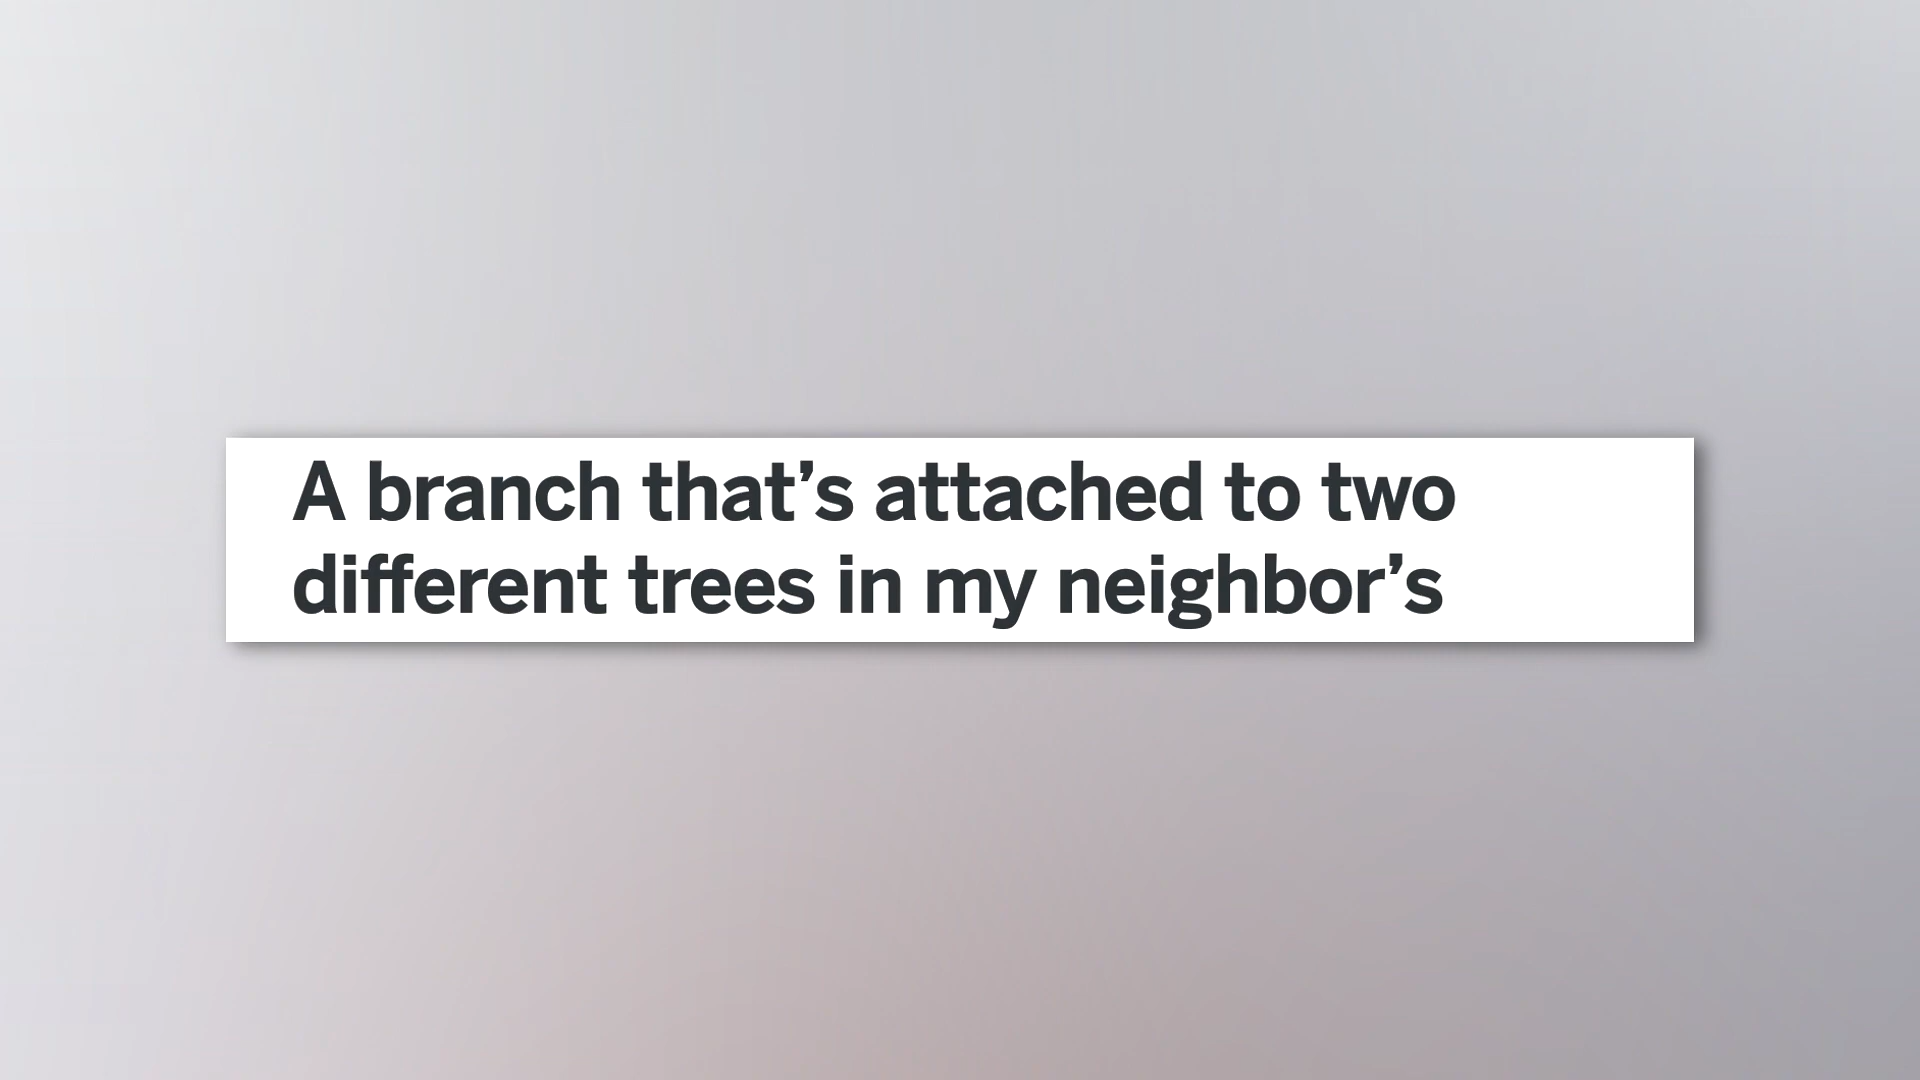 A branch that’s attached to two
different trees in my neighbor’s